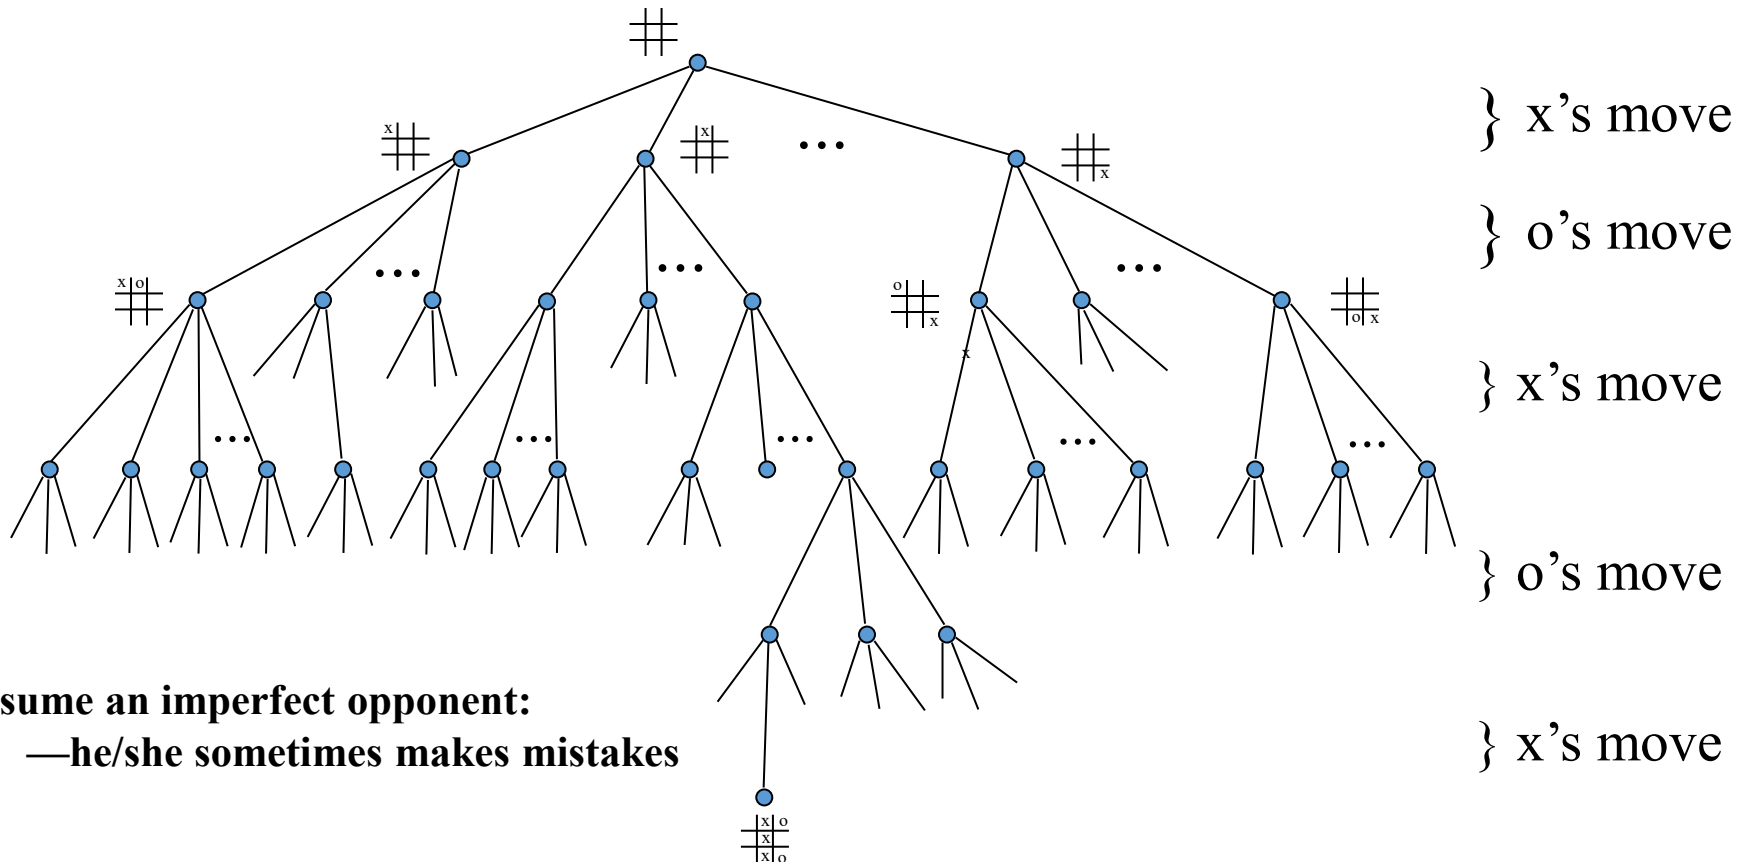 x
x
...
x
} x's move
} o's move
x o
...
...
o
x
...
o x
x
} x's move
...
...
...
...
...
} o's move
sume an imperfect opponent:
—he/she sometimes makes mistakes
} x's move
x o
x
x o